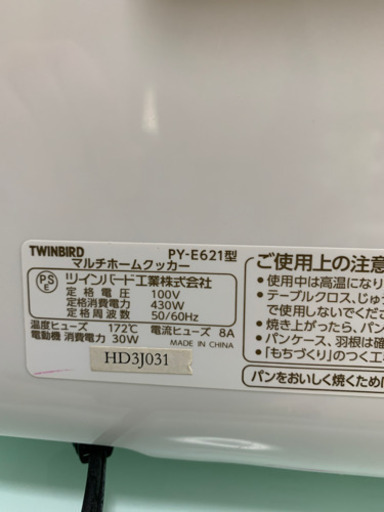 TWINBIRD PY-E621型
マルチホームクッカー
PSE ツインバード工業株式会社
定格電圧 100V
定格消費電力 430W
定格周波数 50/60Hz
温度ヒューズ 172℃ 電流ヒューズ 8A
電動機 消費電力 30W MADE IN CHINA
HD3J031
ご使用上の注意
・使用中は高温になり
・テーブルクロス、じゅ
で使用しないでくだ
・焼き上がったら、パン
・パンケース、羽根は確
・「もちづくり」のつく工
パンをおいしく焼くため